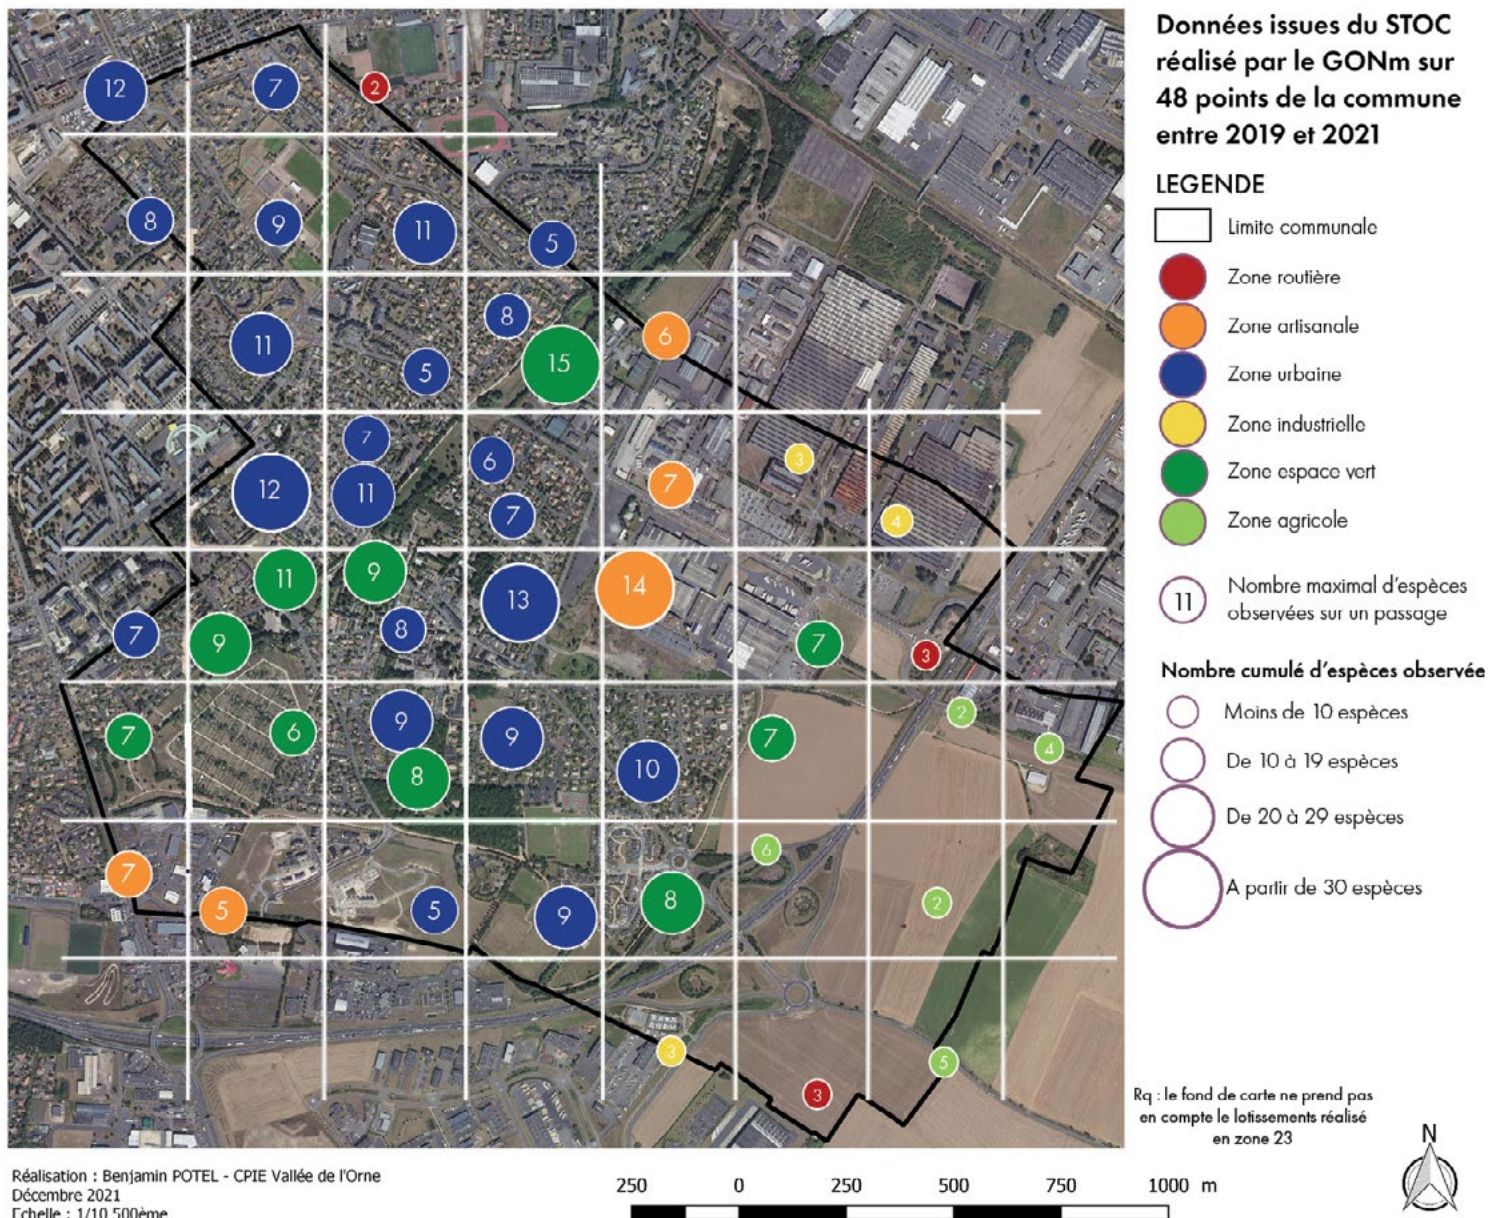 Données issues du STOC
réalisé par le GONm sur
48 points de la commune
entre 2019 et 2021
LEGENDE
Limite communale
Zone routière
Zone artisanale
Zone urbaine
Zone industrielle
Zone espace vert
Zone agricole
11 Nombre maximal d'espèces
observées sur un passage
Nombre cumulé d'espèces observée
Moins de 10 espèces
De 10 à 19 espèces
De 20 à 29 espèces
A partir de 30 espèces
Rq : le fond de carte ne prend pas
en compte le lotissements réalisé
en zone 23
N
12 7 2
8 9 11 5
11 5 8 15 6
7 6 7 3
12 11 7 4
11 9 13 14
7 9 8 7 3
7 6 9 8 9 10 7 2 4
7 5 5 9 8 6 2
3 3 5
Réalisation : Benjamin POTEL - CPIE Vallée de l'Orne
Décembre 2021
Echelle : 1/10 500ème
250 0 250 500 750 1000 m